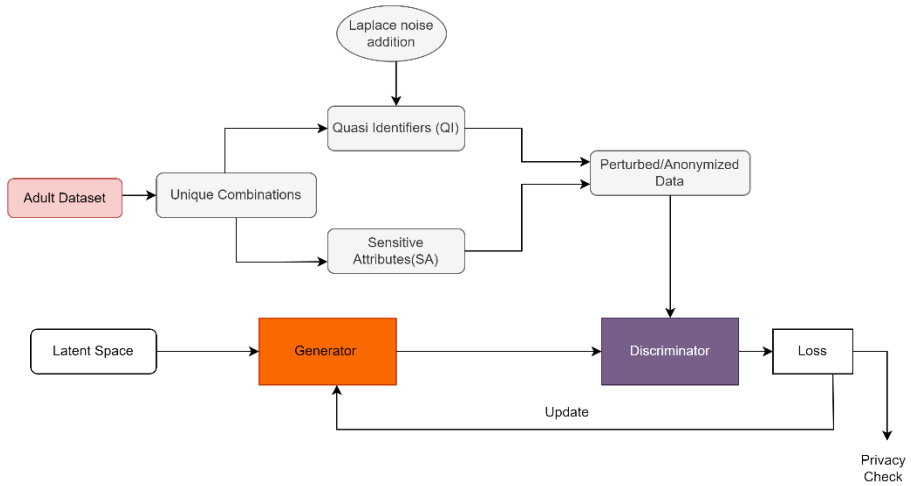 Laplace noise
addition
Quasi Identifiers (QI)
Perturbed/Anonymized
Data
Adult Dataset
Unique Combinations
Sensitive
Attributes(SA)
Latent Space
Generator
Discriminator
Loss
Update
Privacy
Check